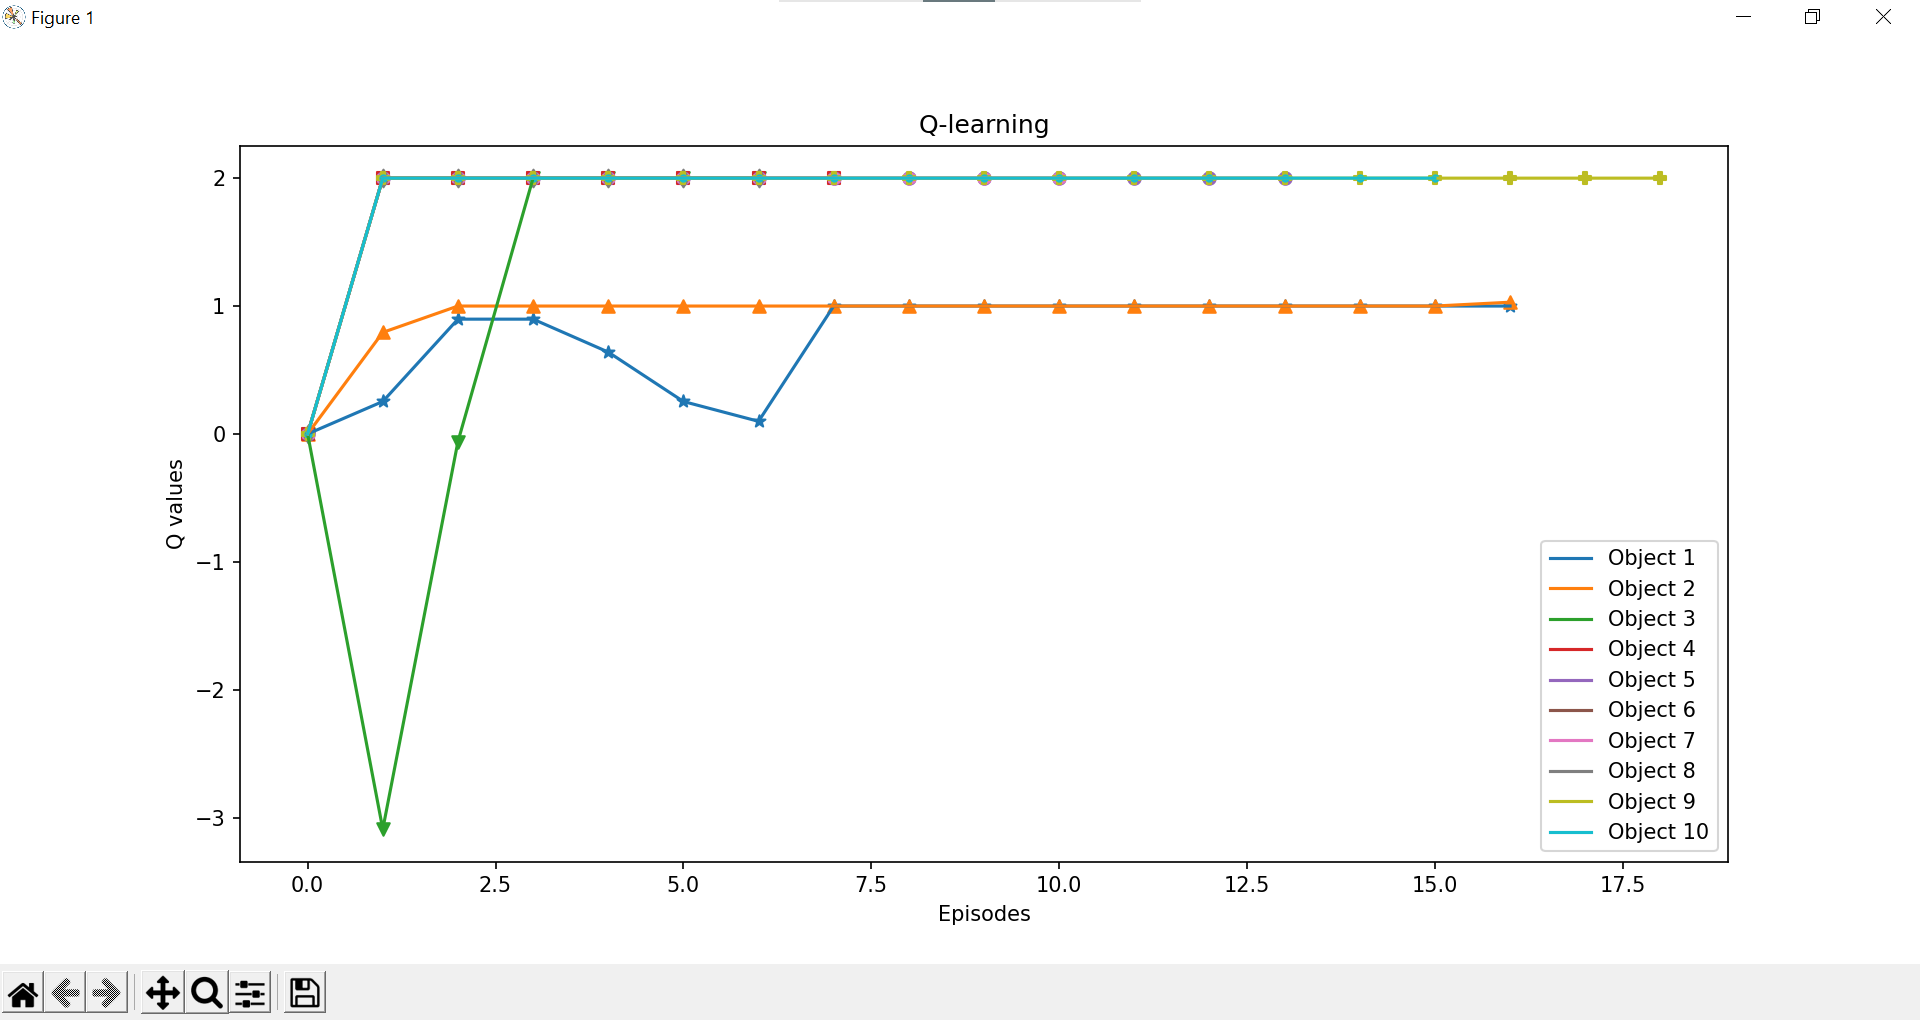 Figure 1
Q-learning
2
1
0
−1
−2
−3
Q values
0.0 2.5 5.0 7.5 10.0 12.5 15.0 17.5
Episodes
Object 1
Object 2
Object 3
Object 4
Object 5
Object 6
Object 7
Object 8
Object 9
Object 10